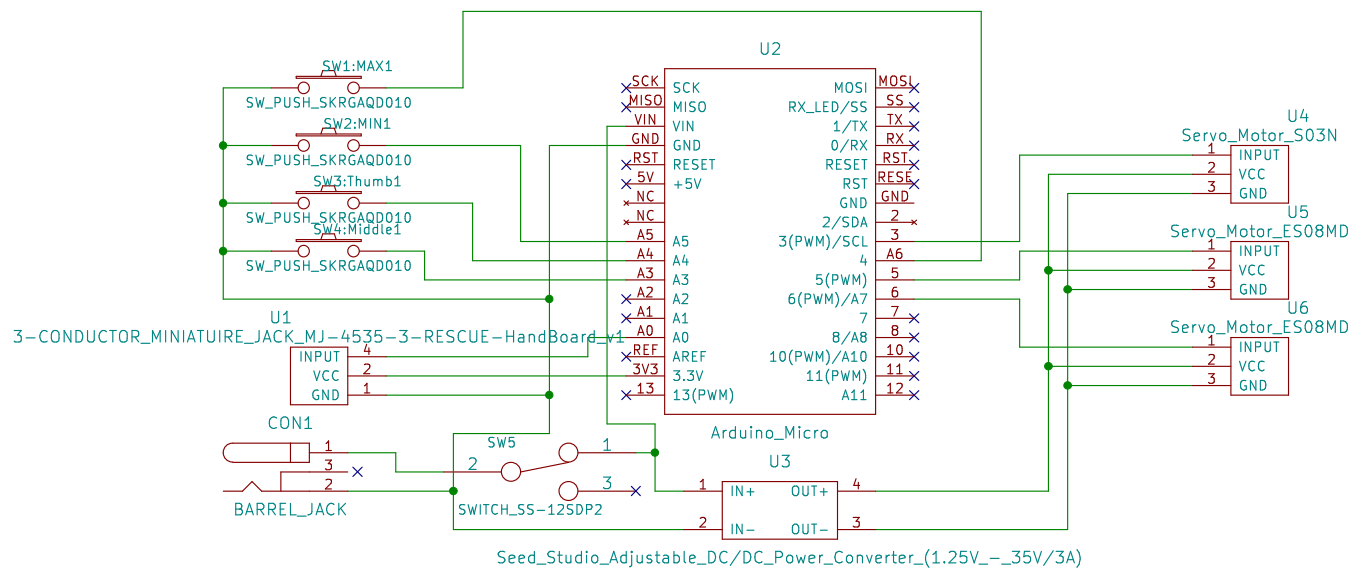 U2
SW1:MAX1
SW_PUSH_SKRGAQD010
SW2:MIN1
SW_PUSH_SKRGAQD010
SW3:Thumb1
SW_PUSH_SKRGAQD010
SW4:Middle1
SW_PUSH_SKRGAQD010
SCK SCK MOSI MOSI
MISO MISO RX_LED/SS SS
VIN VIN 1/TX TX
GND GND 0/RX RX
RST RESET RESET RST
5V +5V RST RESE
NC GND GND
NC 2/SDA 2
A5 A5 3(PWM)/SCL 3
A4 A4 4 A6
A3 A3 5(PWM) 5
A2 A2 6(PWM)/A7 6
A1 A1 7 7
A0 A0 8/A8 8
REF AREF 10(PWM)/A10 10
3V3 3.3V 11(PWM) 11
13 13(PWM) A11 12
Arduino_Micro
U4
Servo_Motor_S03N
1 INPUT
2 VCC
3 GND
U5
Servo_Motor_ES08MD
1 INPUT
2 VCC
3 GND
U6
Servo_Motor_ES08MD
1 INPUT
2 VCC
3 GND
U1
3-CONDUCTOR_MINIATUIRE_JACK_MJ-4535-3-RESCUE-HandBoard_v1
INPUT 4
VCC 2
GND 1
CON1
1
3
2
BARREL_JACK
SW5
1
2
3
SWITCH_SS-12SDP2
U3
1 IN+ OUT+ 4
2 IN- OUT- 3
Seed_Studio_Adjustable_DC/DC_Power_Converter_(1.25V_-_35V/3A)